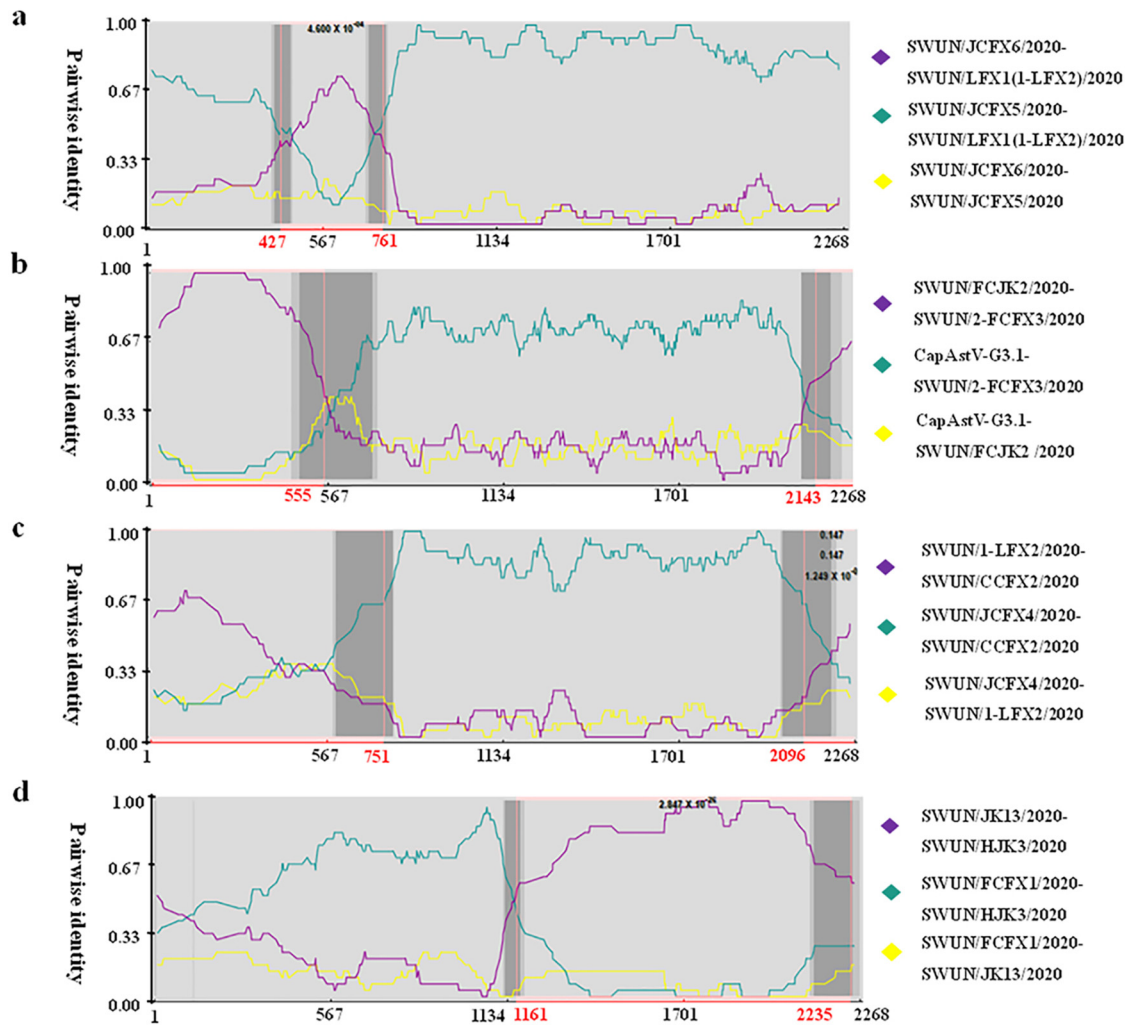 a
Pairwise identity
1.00
0.67
0.33
0.00
4.600 X 10-04
1 427 567 761 1134 1701 2268
SWUN/JCFX6/2020-
SWUN/LFX1(1-LFX2)/2020
SWUN/JCFX5/2020-
SWUN/LFX1(1-LFX2)/2020
SWUN/JCFX6/2020-
SWUN/JCFX5/2020
b
Pairwise identity
1.00
0.67
0.33
0.00
1 555 567 1134 1701 2143 2268
SWUN/FCJK2/2020-
SWUN/2-FCFX3/2020
CapAstV-G3.1-
SWUN/2-FCFX3/2020
CapAstV-G3.1-
SWUN/FCJK2 /2020
c
Pairwise identity
1.00
0.67
0.33
0.00
0.147
0.147
1 567 751 1134 1701 2096 2268
SWUN/1-LFX2/2020-
SWUN/CCFX2/2020
SWUN/JCFX4/2020-
SWUN/CCFX2/2020
SWUN/JCFX4/2020-
SWUN/1-LFX2/2020
d
Pairwise identity
1.00
0.67
0.33
0.00
2.847 X 10-26
1 567 1134 1161 1701 2235 2268
SWUN/JK13/2020-
SWUN/HJK3/2020
SWUN/FCFX1/2020-
SWUN/HJK3/2020
SWUN/FCFX1/2020-
SWUN/JK13/2020